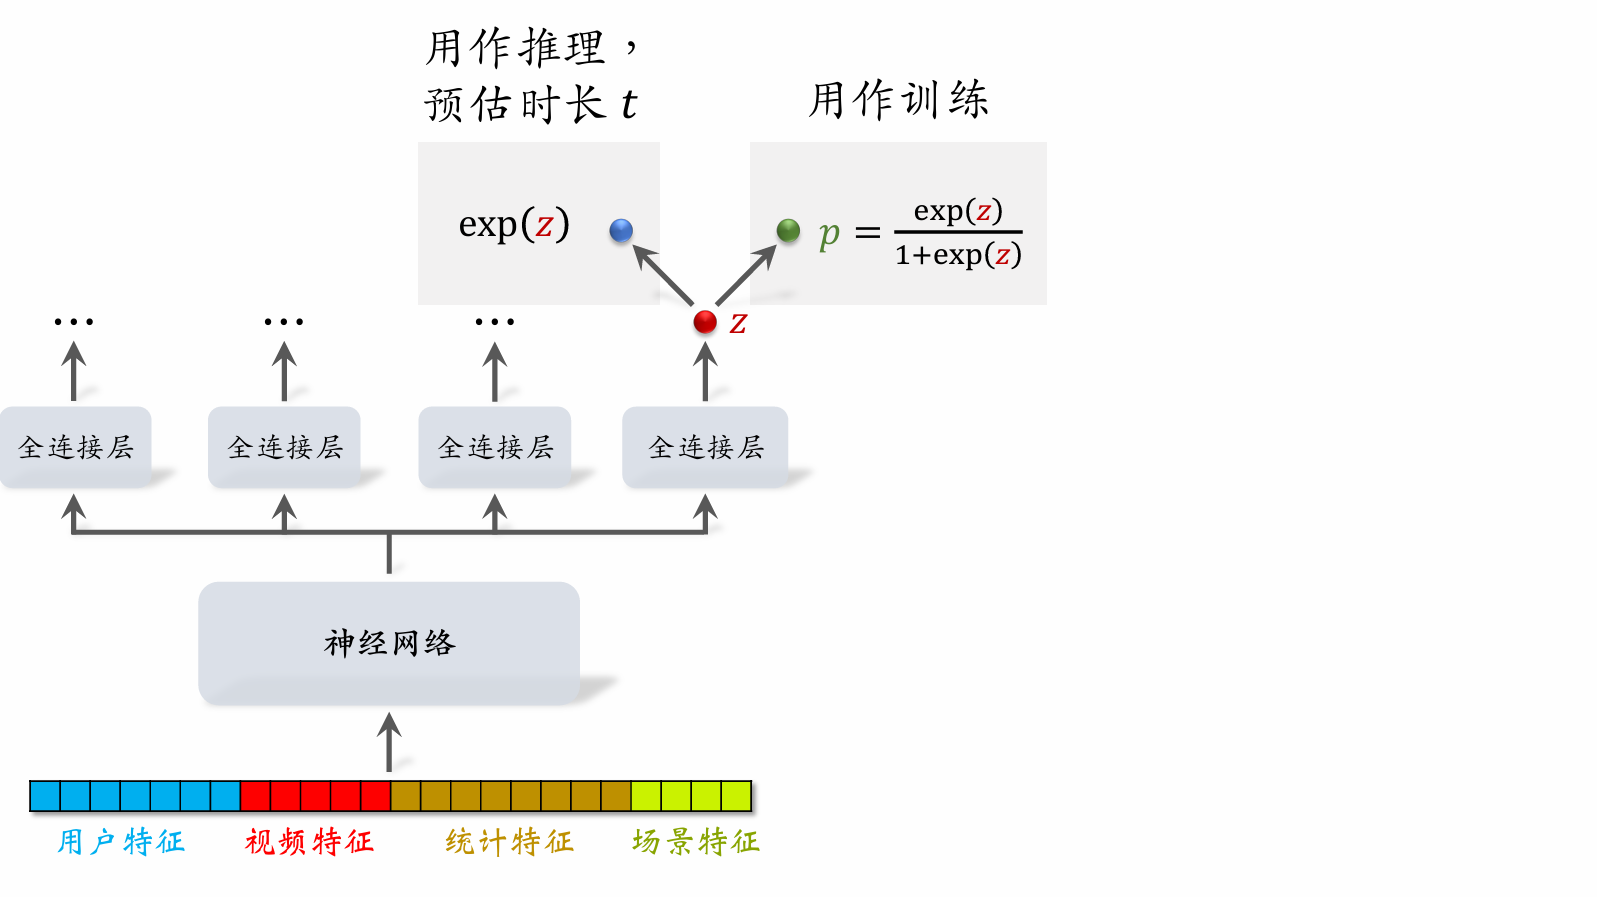 用作推理，
预估时长 t
用作训练
exp(z)
p = exp(z) / 1+exp(z)
z
… … …
全连接层 全连接层 全连接层 全连接层
神经网络
用户特征 视频特征 统计特征 场景特征